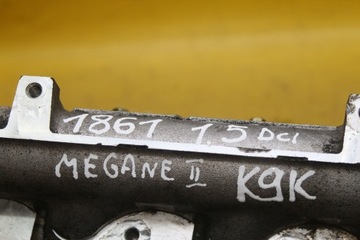 1861 1.5 DCI
MEGANE II K9K